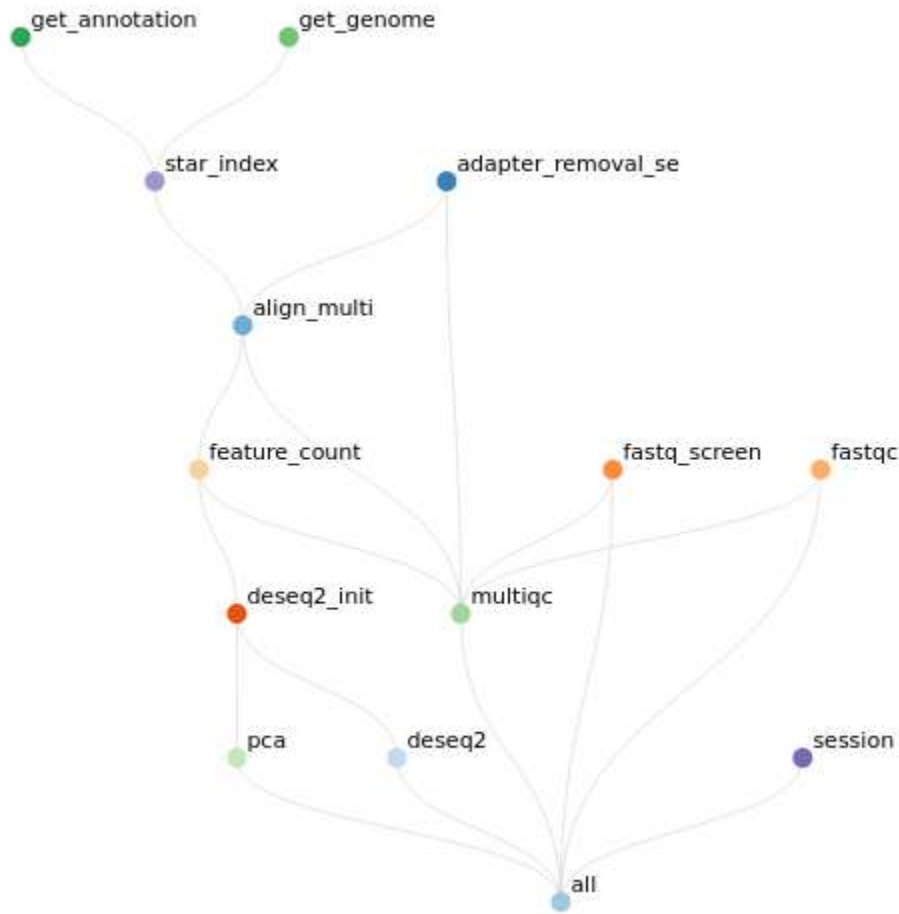 get_annotation
get_genome
star_index
adapter_removal_se
align_multi
feature_count
fastq_screen
fastqc
deseq2_init
multiqc
pca
deseq2
session
all